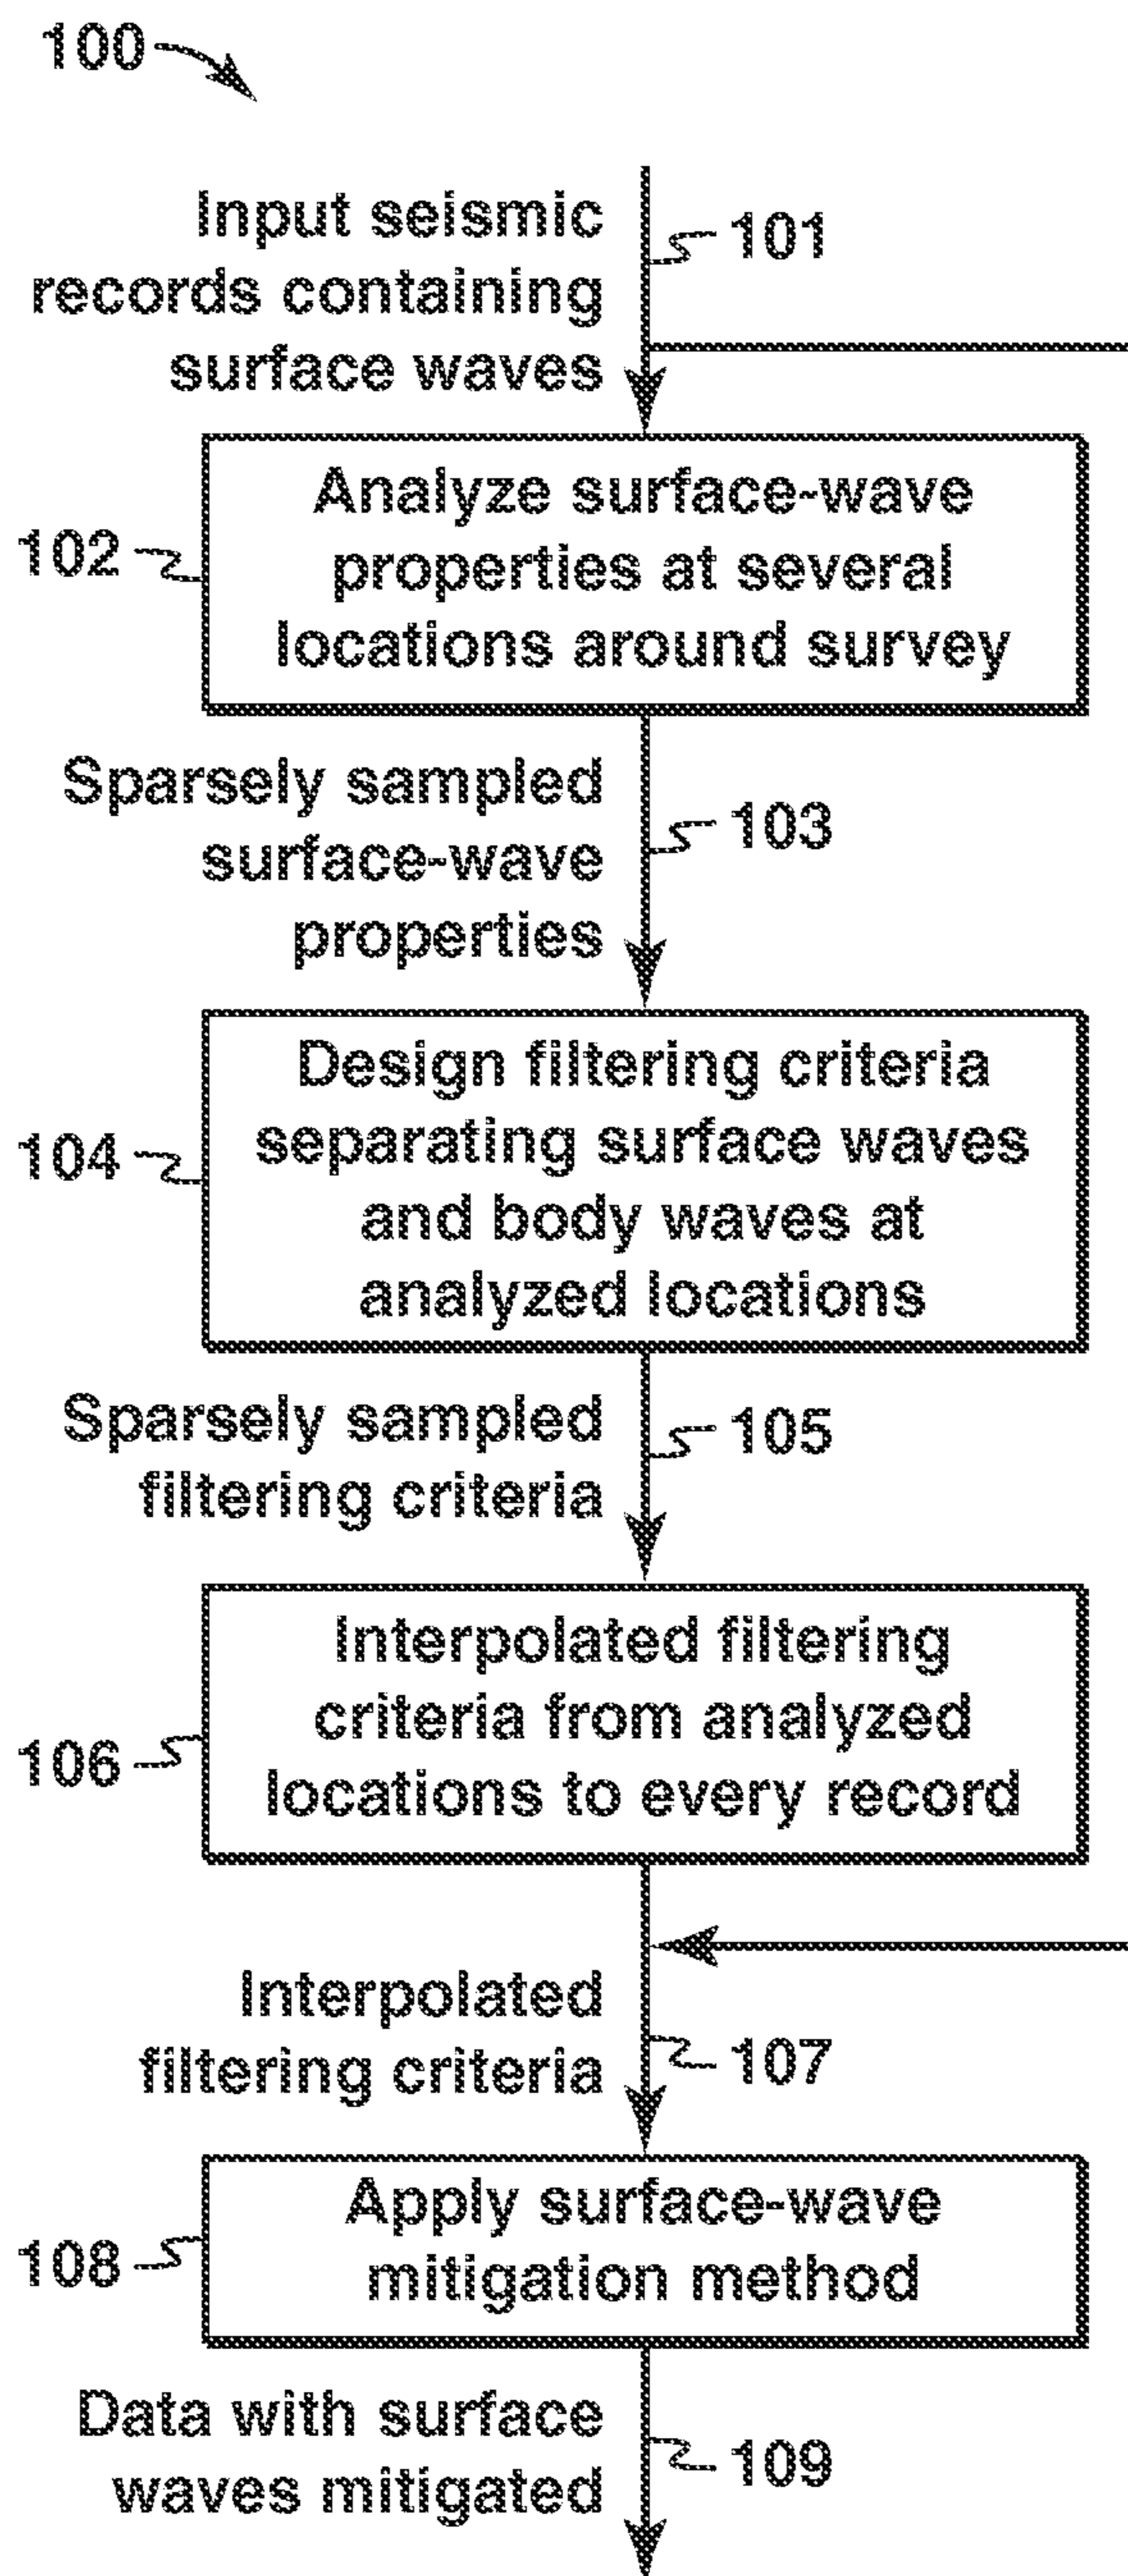 100
Input seismic
records containing
surface waves
101
Analyze surface-wave
properties at several
locations around survey
102
Sparsely sampled
surface-wave
properties
103
Design filtering criteria
separating surface waves
and body waves at
analyzed locations
104
Sparsely sampled
filtering criteria
105
Interpolated filtering
criteria from analyzed
locations to every record
106
Interpolated
filtering criteria
107
Apply surface-wave
mitigation method
108
Data with surface
waves mitigated
109